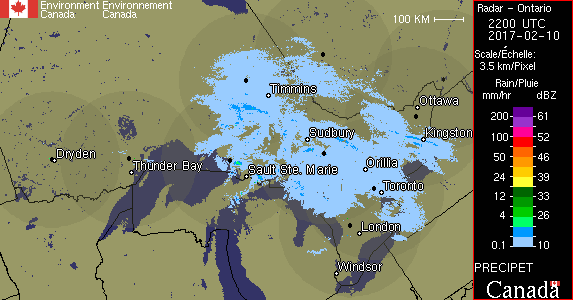 Environment Environnement
Canada Canada
100 KM
Radar - Ontario
2200 UTC
2017-02-10
Scale/Échelle:
3.5 km/Pixel
Rain/Pluie
mm/hr dBZ
200 61
100 52
50 46
24 39
12 33
4 26
0.1 10
PRECIPET
Canada
Timmins
Ottawa
Sudbury
Kingston
Dryden
Thunder Bay
Sault Ste. Marie
Orillia
Toronto
London
Windsor